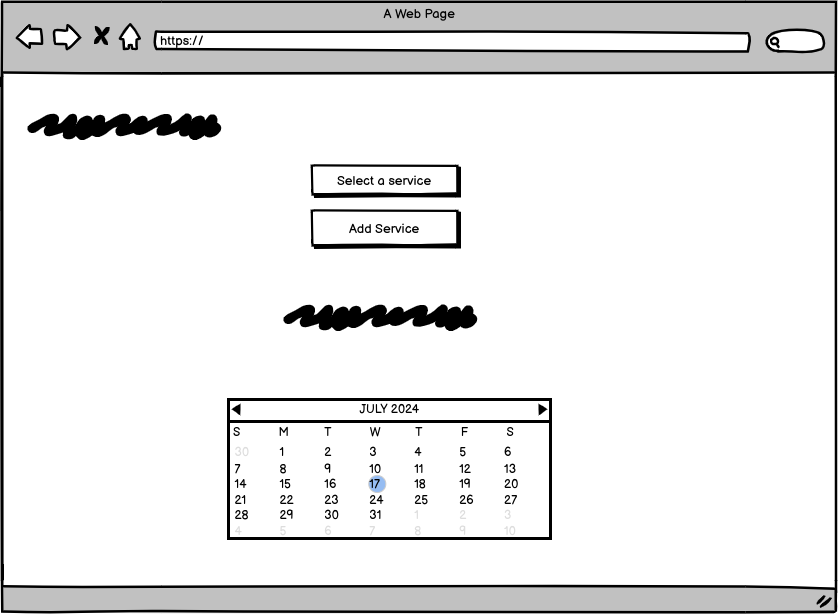 A Web Page
https://
Select a service
Add Service
JULY 2024
S M T W T F S
30 1 2 3 4 5 6
7 8 9 10 11 12 13
14 15 16 17 18 19 20
21 22 23 24 25 26 27
28 29 30 31 1 2 3
4 5 6 7 8 9 10